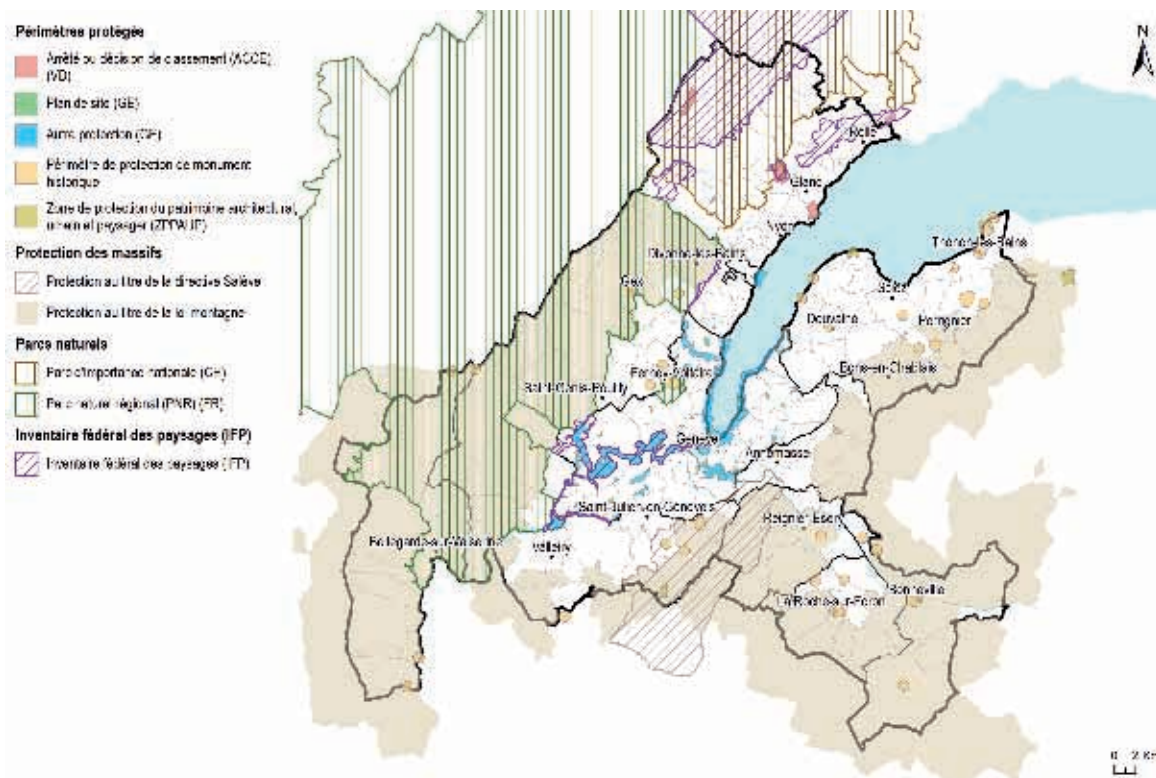 Périmètres protégés
Arrêté ou décision de classement (ACCE)
(VD)
Plan de site (GE)
Autre protection (GE)
Périmètre de protection de monument
historique
Zone de protection du patrimoine architectural,
urbain et paysager (ZPPAUP)
Protection des massifs
Protection au titre de la directive Salève
Protection au titre de la loi montagne
Parcs naturels
Parc d'importance nationale (CH)
Parc naturel régional (PNR) (FR)
Inventaire fédéral des paysages (IFP)
Inventaire fédéral des paysages (IFP)
N
Rolle
Gland
Nyon
Divonne-les-Bains
Thonon-les-Bains
Gex
Sciez
Douvaine
Perrignier
Bons-en-Chablais
Ferney-Voltaire
Saint-Genis-Pouilly
Genève
Annemasse
Saint-Julien-en-Genevois
Reignier-Esery
Bellegarde-sur-Valserine
Valleiry
Bonneville
La Roche-sur-Foron
0 2 Km